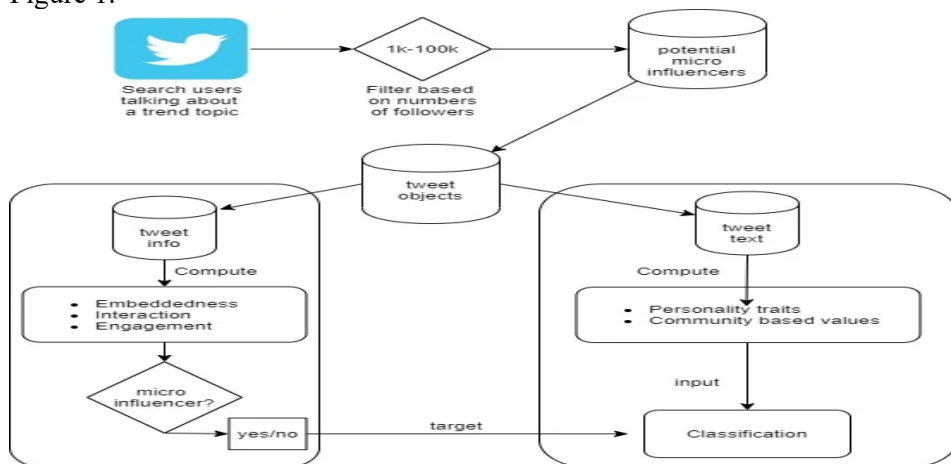 Figure 1.
Search users
talking about
a trend topic
1k-100k
Filter based
on numbers
of followers
potential
micro
influencers
tweet
objects
tweet
info
Compute
• Embeddedness
• Interaction
• Engagement
micro
influencer?
yes/no
target
tweet
text
Compute
• Personality traits
• Community based values
input
Classification